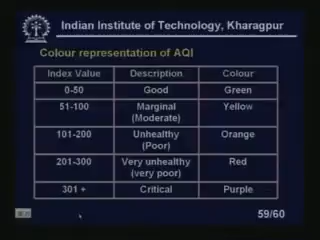 Indian Institute of Technology, Kharagpur
Colour representation of AQI
Index Value Description Colour
0-50 Good Green
51-100 Marginal (Moderate) Yellow
101-200 Unhealthy (Poor) Orange
201-300 Very unhealthy (very poor) Red
301 + Critical Purple
59/60